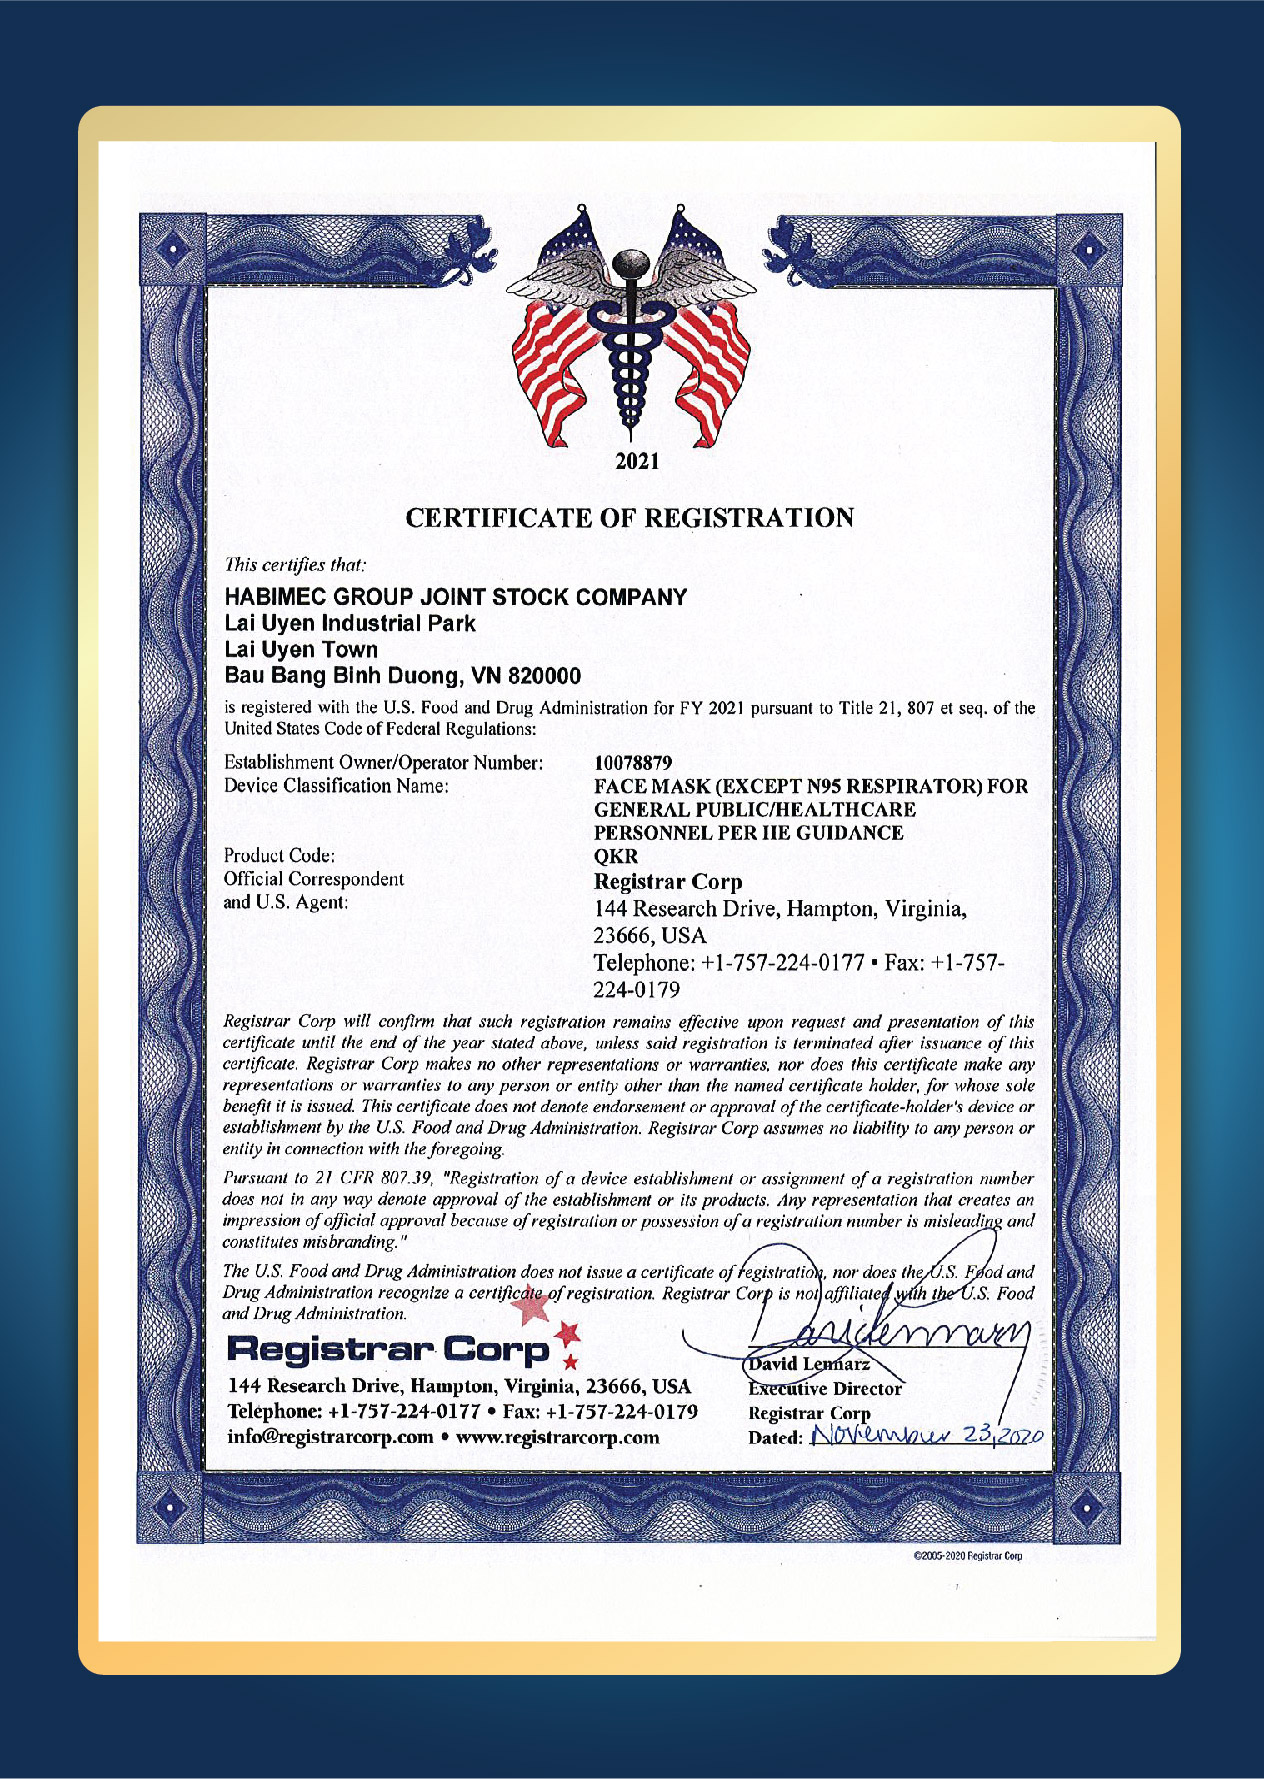 2021
CERTIFICATE OF REGISTRATION
This certifies that:
HABIMEC GROUP JOINT STOCK COMPANY
Lai Uyen Industrial Park
Lai Uyen Town
Bau Bang Binh Duong, VN 820000
is registered with the U.S. Food and Drug Administration for FY 2021 pursuant to Title 21, 807 et seq. of the
United States Code of Federal Regulations:
Establishment Owner/Operator Number: 10078879
Device Classification Name: FACE MASK (EXCEPT N95 RESPIRATOR) FOR
GENERAL PUBLIC/HEALTHCARE
PERSONNEL PER IIE GUIDANCE
Product Code: QKR
Official Correspondent Registrar Corp
and U.S. Agent: 144 Research Drive, Hampton, Virginia,
23666, USA
Telephone: +1-757-224-0177 ▪ Fax: +1-757-
224-0179
Registrar Corp will confirm that such registration remains effective upon request and presentation of this
certificate until the end of the year stated above, unless said registration is terminated after issuance of this
certificate. Registrar Corp makes no other representations or warranties, nor does this certificate make any
representations or warranties to any person or entity other than the named certificate holder, for whose sole
benefit it is issued. This certificate does not denote endorsement or approval of the certificate-holder's device or
establishment by the U.S. Food and Drug Administration. Registrar Corp assumes no liability to any person or
entity in connection with the foregoing.
Pursuant to 21 CFR 807.39, "Registration of a device establishment or assignment of a registration number
does not in any way denote approval of the establishment or its products. Any representation that creates an
impression of official approval because of registration or possession of a registration number is misleading and
constitutes misbranding."
The U.S. Food and Drug Administration does not issue a certificate of registration, nor does the U.S. Food and
Drug Administration recognize a certificate of registration. Registrar Corp is not affiliated with the U.S. Food
and Drug Administration.
Registrar Corp
144 Research Drive, Hampton, Virginia, 23666, USA
Telephone: +1-757-224-0177 • Fax: +1-757-224-0179
info@registrarcorp.com • www.registrarcorp.com
David Lennarz
Executive Director
Registrar Corp
Dated: November 23, 2020
©2005-2020 Registrar Corp